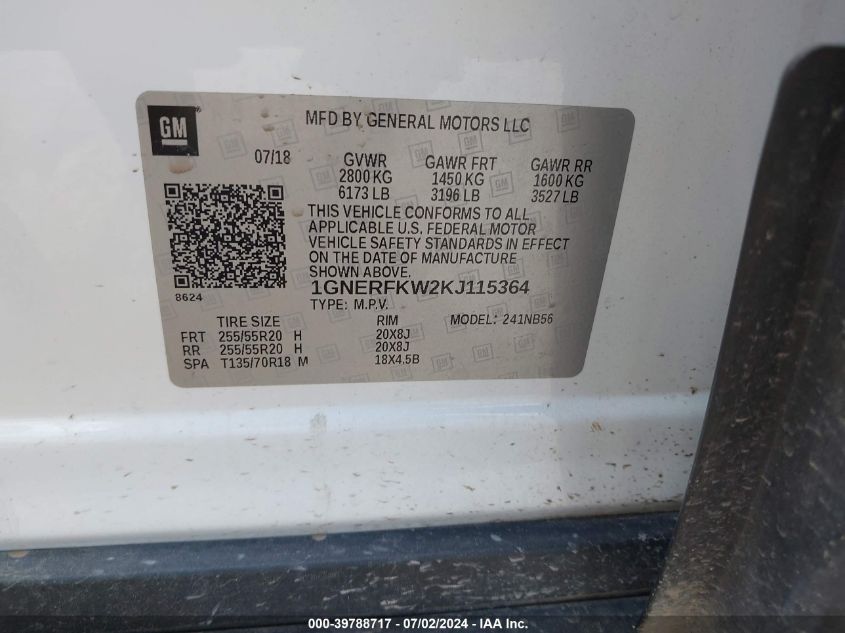 GM
MFD BY GENERAL MOTORS LLC
07/18 GVWR GAWR FRT GAWR RR
2800 KG 1450 KG 1600 KG
6173 LB 3196 LB 3527 LB
THIS VEHICLE CONFORMS TO ALL
APPLICABLE U.S. FEDERAL MOTOR
VEHICLE SAFETY STANDARDS IN EFFECT
ON THE DATE OF MANUFACTURE
SHOWN ABOVE.
8624
1GNERFKW2KJ115364
TYPE: M.P.V.
TIRE SIZE RIM MODEL: 241NB56
FRT 255/55R20 H 20X8J
RR 255/55R20 H 20X8J
SPA T135/70R18 M 18X4.5B
000-39788717 - 07/02/2024 - IAA Inc.